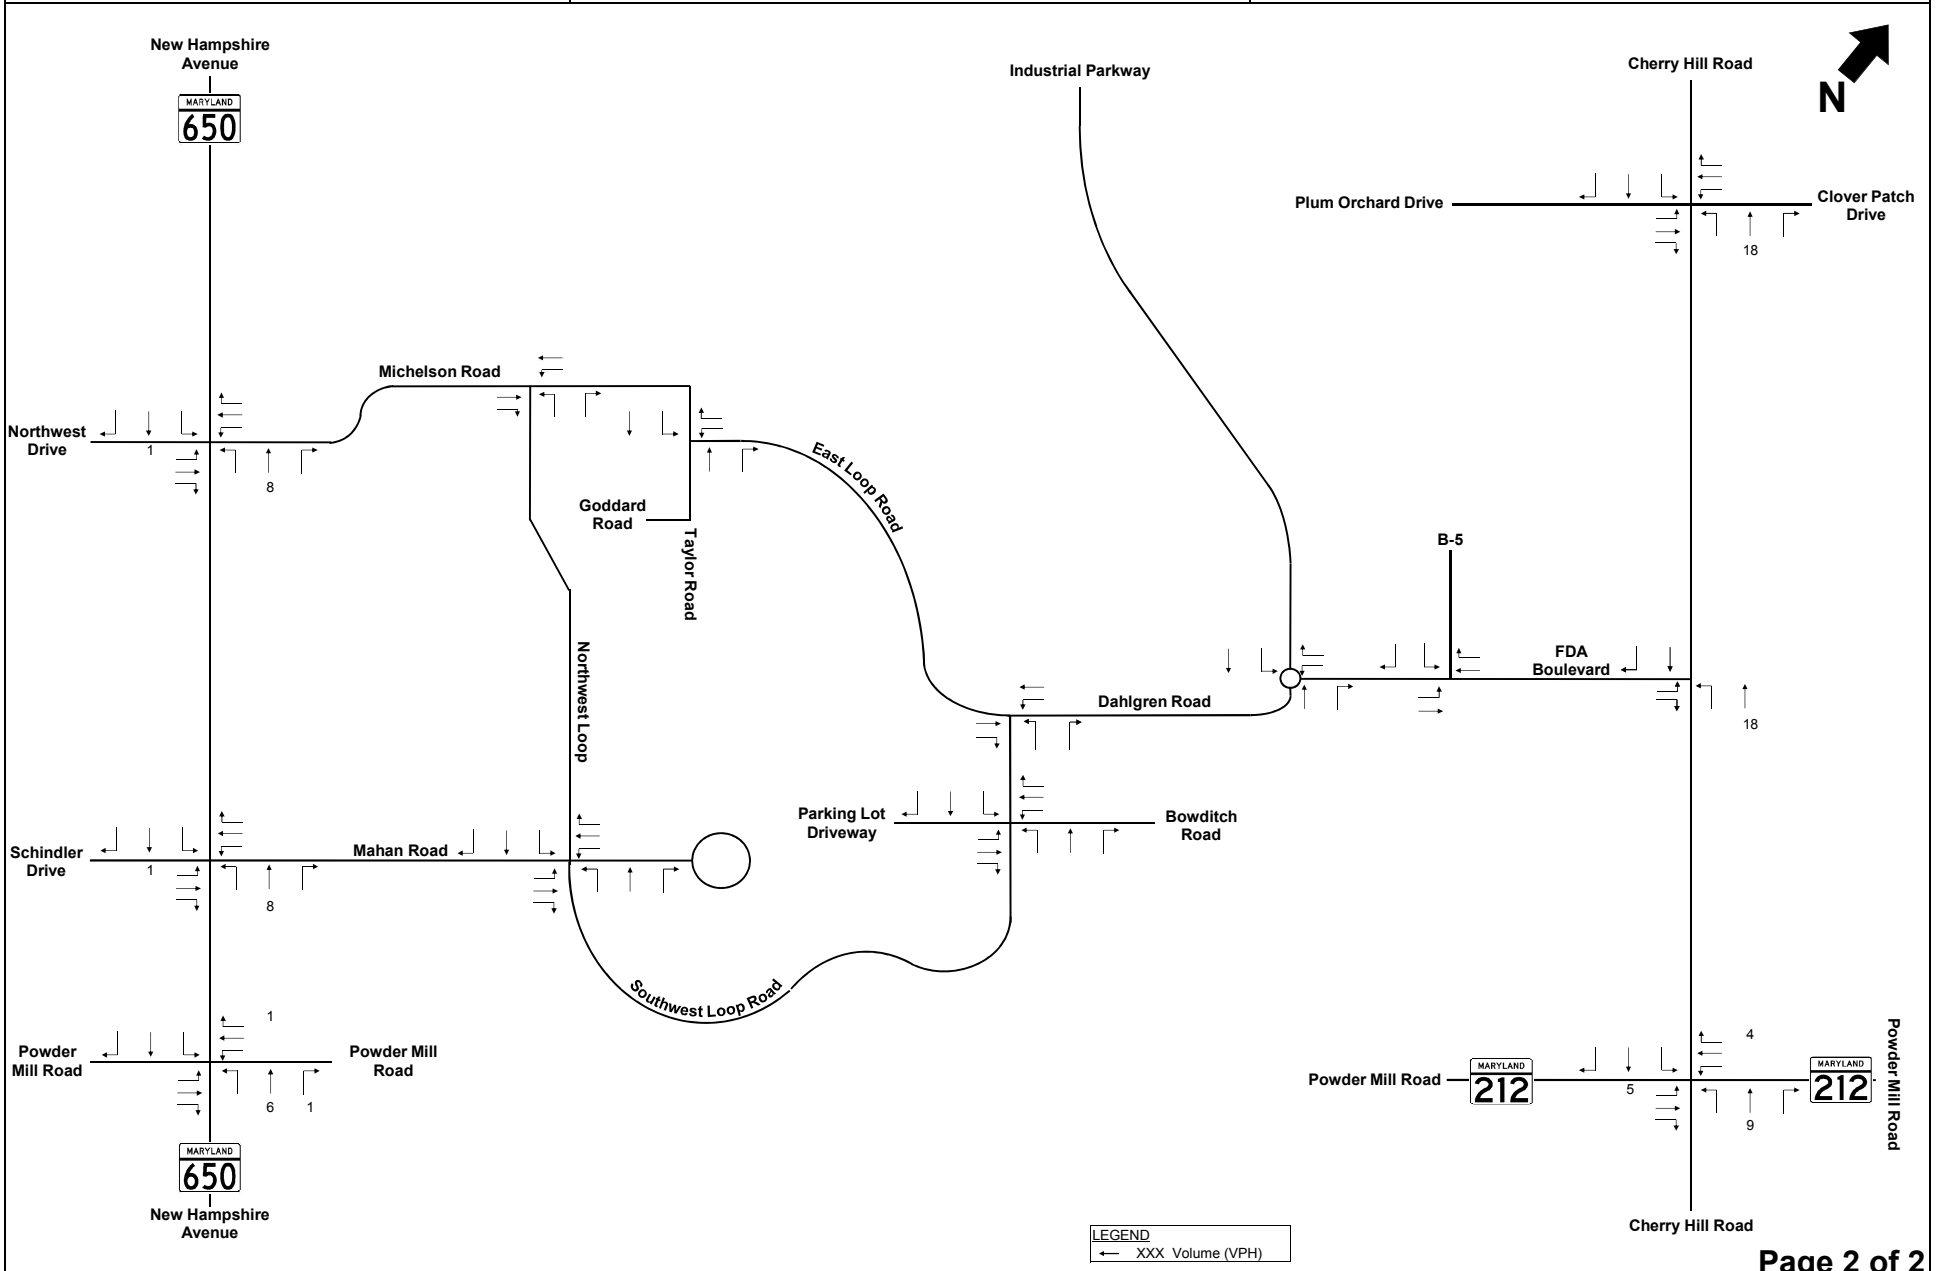 New Hampshire
Avenue
MARYLAND
650
Industrial Parkway
Cherry Hill Road
N
Plum Orchard Drive
Clover Patch
Drive
18
Michelson Road
Northwest
Drive
1
8
East Loop Road
Goddard
Road
Taylor Road
B-5
FDA
Boulevard
Northwest Loop
Dahlgren Road
18
Parking Lot
Driveway
Bowditch
Road
Schindler
Drive
1
8
Mahan Road
Southwest Loop Road
1
Powder
Mill Road
Powder Mill
Road
6 1
4
Powder Mill Road
MARYLAND
212
5
MARYLAND
212
Powder Mill Road
9
MARYLAND
650
New Hampshire
Avenue
Cherry Hill Road
LEGEND
XXX Volume (VPH)
Page 2 of 2